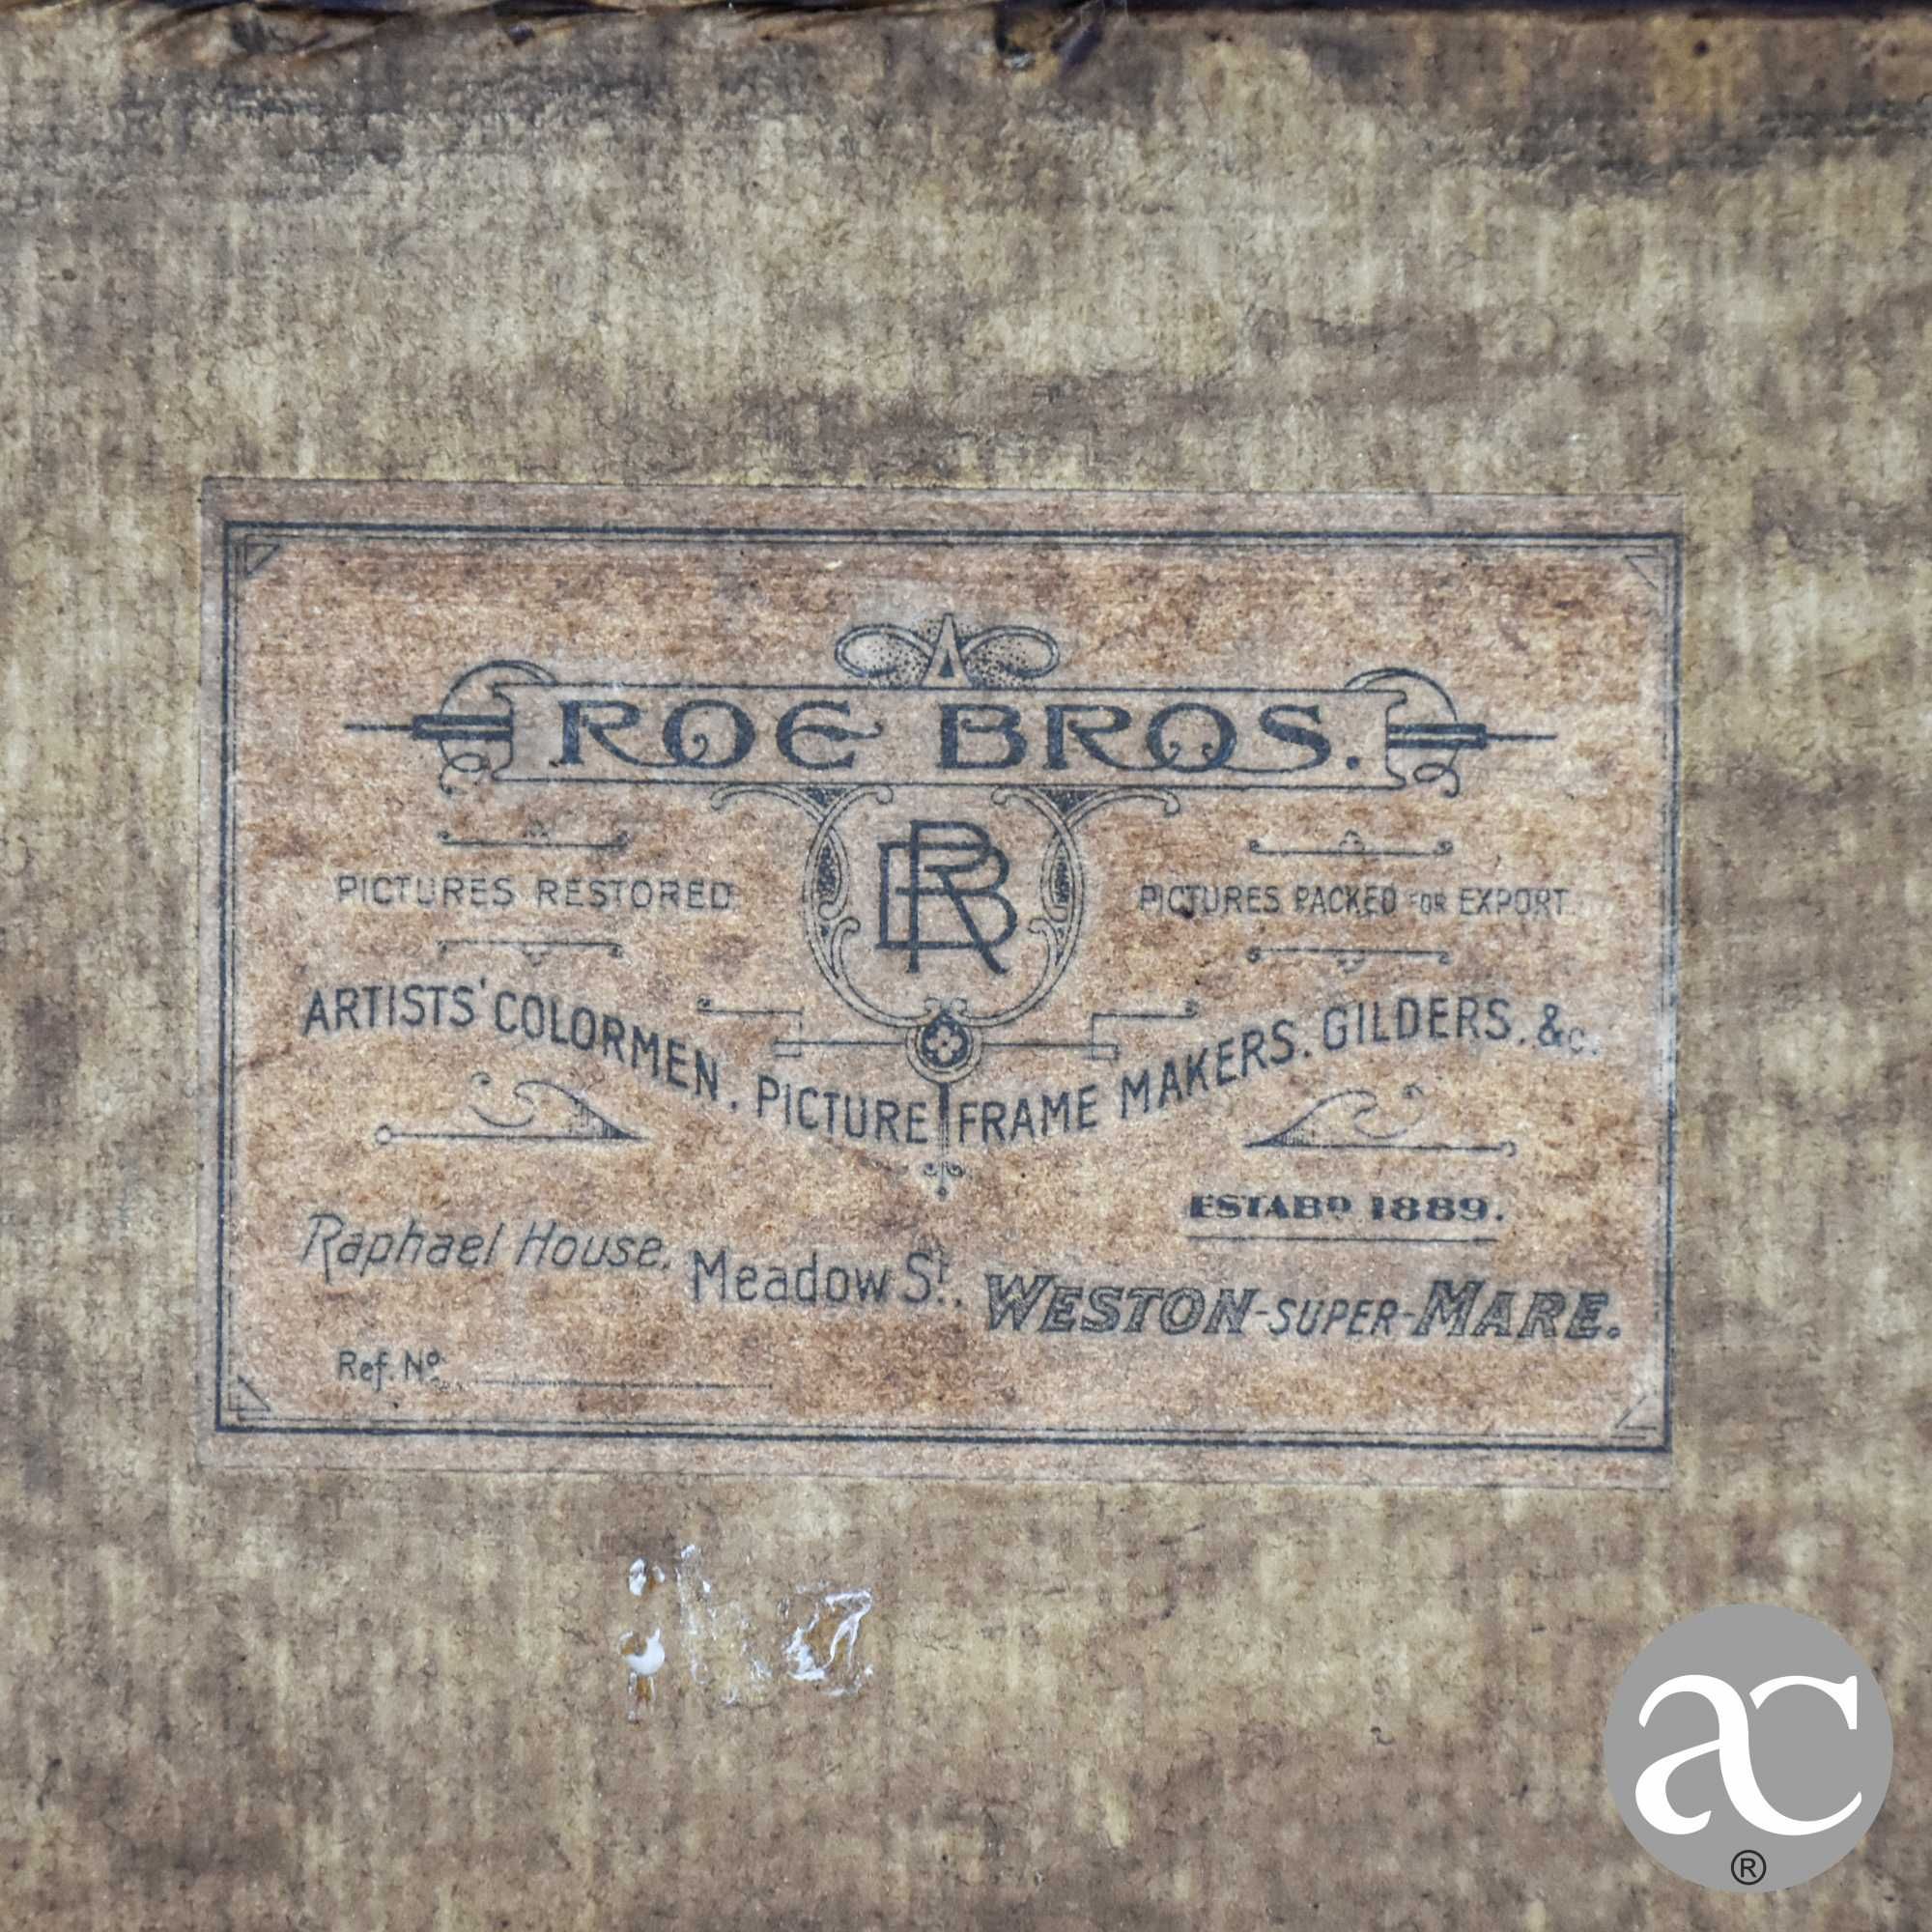 ROE BROS.
RB
PICTURES RESTORED
PICTURES PACKED FOR EXPORT.
ARTISTS' COLORMEN. PICTURE FRAME MAKERS. GILDERS. &c.
ESTABD. 1889.
Raphael House, Meadow St., WESTON-SUPER-MARE.
Ref. No.
ac
®